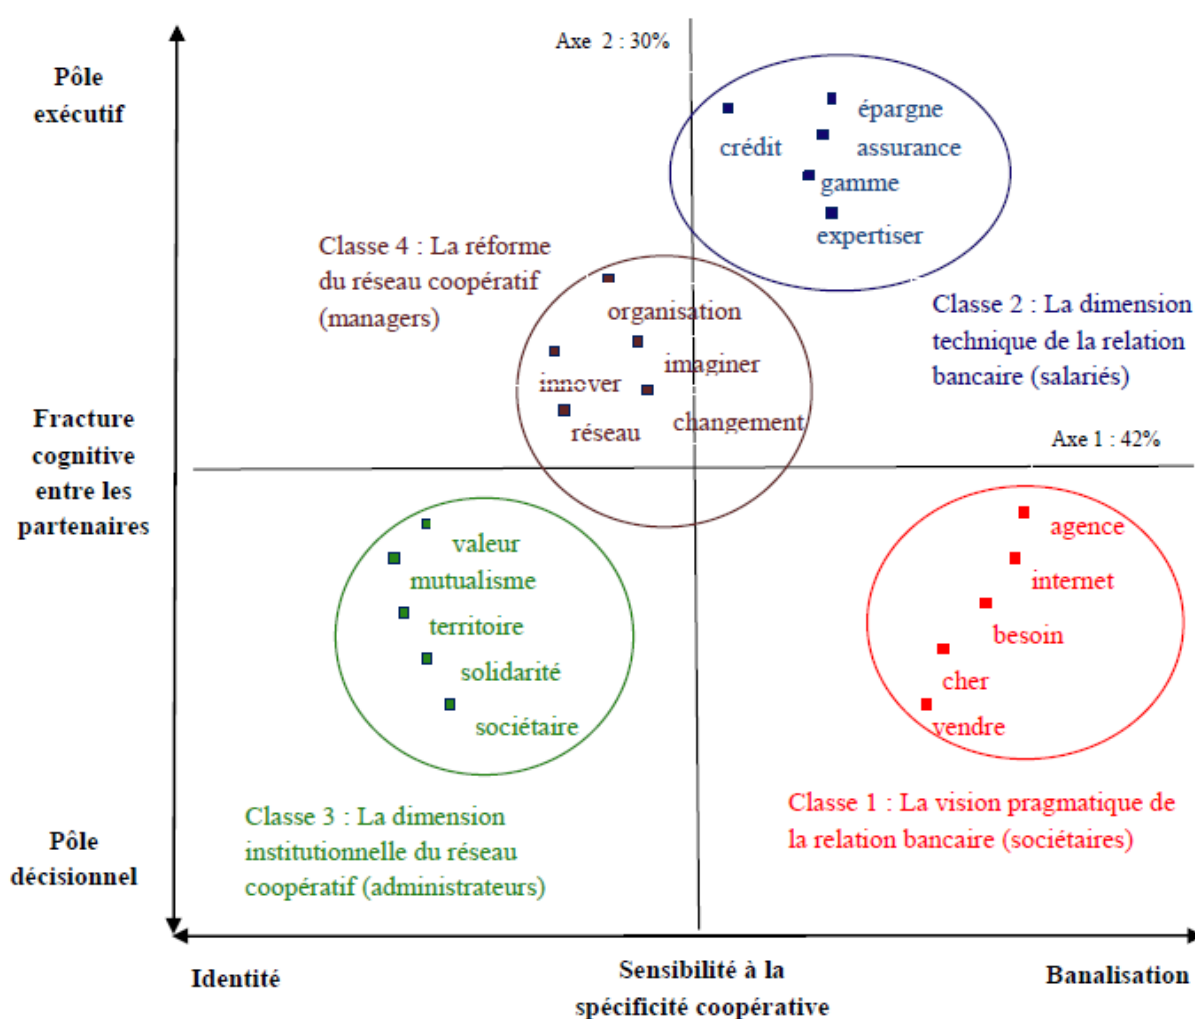 Axe 2 : 30%
Pôle
exécutif
épargne
crédit
assurance
gamme
expertiser
Classe 4 : La réforme
du réseau coopératif
(managers)
organisation
imaginer
innover
changement
réseau
Classe 2 : La dimension
technique de la relation
bancaire (salariés)
Fracture
cognitive
entre les
partenaires
Axe 1 : 42%
valeur
mutualisme
territoire
solidarité
sociétaire
agence
internet
besoin
cher
vendre
Classe 3 : La dimension
institutionnelle du réseau
coopératif (administrateurs)
Classe 1 : La vision pragmatique de
la relation bancaire (sociétaires)
Pôle
décisionnel
Identité
Sensibilité à la
spécificité coopérative
Banalisation